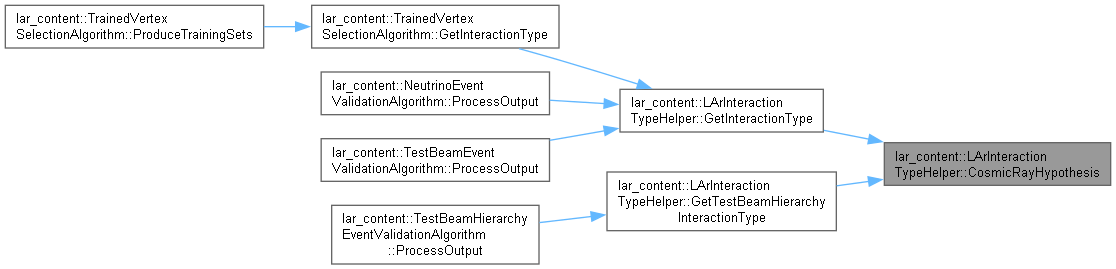 lar_content::TrainedVertex
SelectionAlgorithm::ProduceTrainingSets
lar_content::TrainedVertex
SelectionAlgorithm::GetInteractionType
lar_content::NeutrinoEvent
ValidationAlgorithm::ProcessOutput
lar_content::TestBeamEvent
ValidationAlgorithm::ProcessOutput
lar_content::LArInteraction
TypeHelper::GetInteractionType
lar_content::LArInteraction
TypeHelper::CosmicRayHypothesis
lar_content::LArInteraction
TypeHelper::GetTestBeamHierarchy
InteractionType
lar_content::TestBeamHierarchy
EventValidationAlgorithm
::ProcessOutput